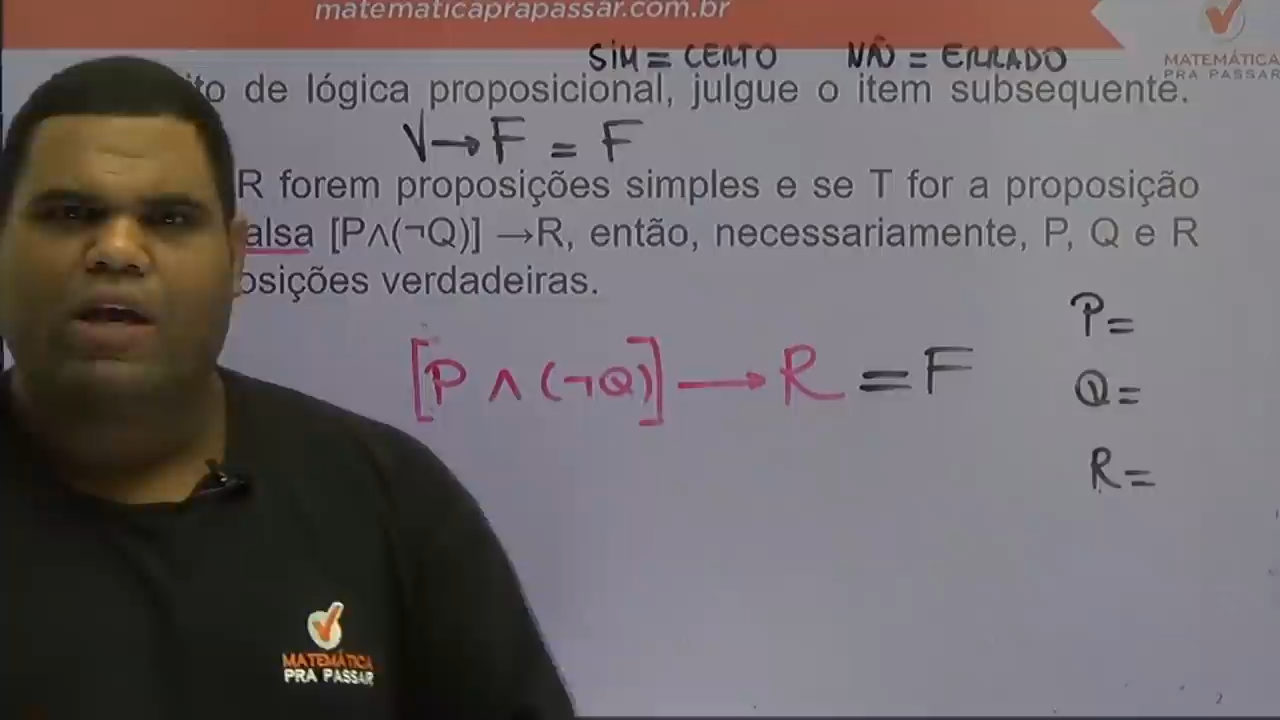 matematicaprapassar.com.br
SIM = CERTO NÃO = ERRADO
MATEMÁTICA
PRA PASSAR
de lógica proposicional, julgue o item subsequente.
V→F = F
R forem proposições simples e se T for a proposição
alsa [P∧(¬Q)] →R, então, necessariamente, P, Q e R
osições verdadeiras.
P=
[P ∧ (¬Q)] → R = F
Q=
R=
MATEMÁTICA
PRA PASSAR
2